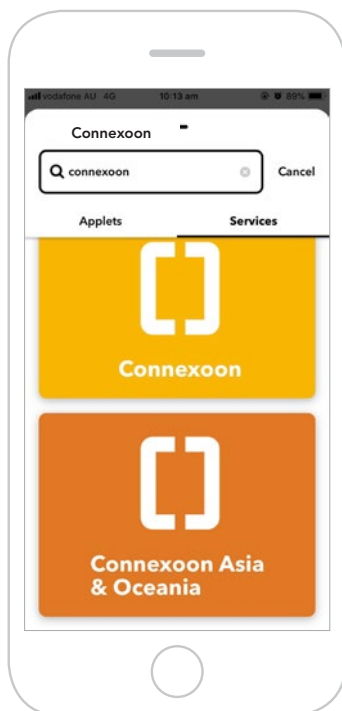 vodafone AU 4G 10:13 am 89%
Connexoon
connexoon Cancel
Applets Services
Connexoon
Connexoon Asia
& Oceania